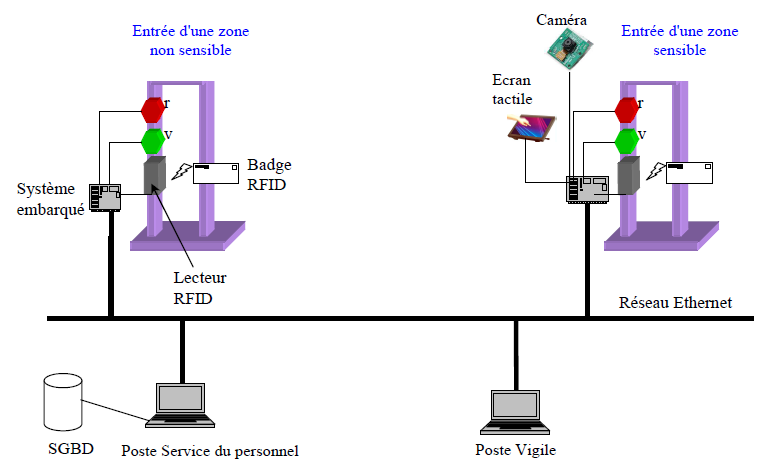 Caméra
Entrée d'une zone
non sensible
Entrée d'une zone
sensible
Ecran
tactile
r
v
r
v
Badge
RFID
Système
embarqué
Lecteur
RFID
Réseau Ethernet
SGBD
Poste Service du personnel
Poste Vigile